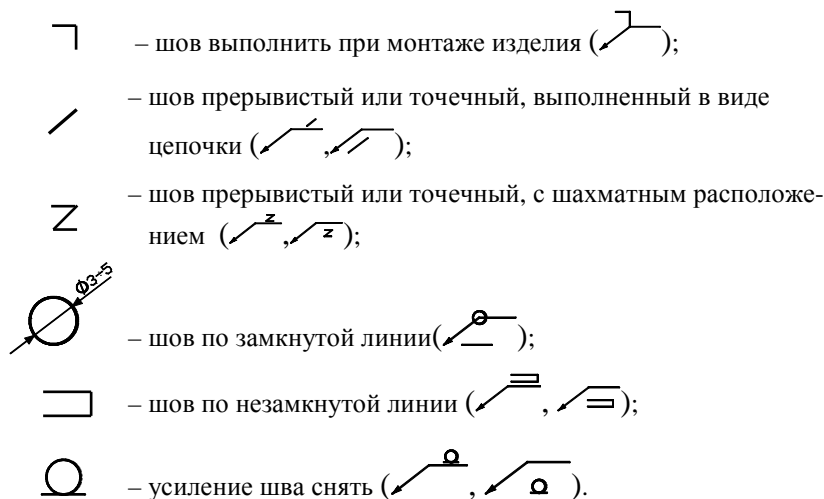 – шов выполнить при монтаже изделия ( );
– шов прерывистый или точечный, выполненный в виде
цепочки ( , );
– шов прерывистый или точечный, с шахматным расположе-
нием ( , );
Ф3-5
– шов по замкнутой линии( );
– шов по незамкнутой линии ( , );
– усиление шва снять ( , ).